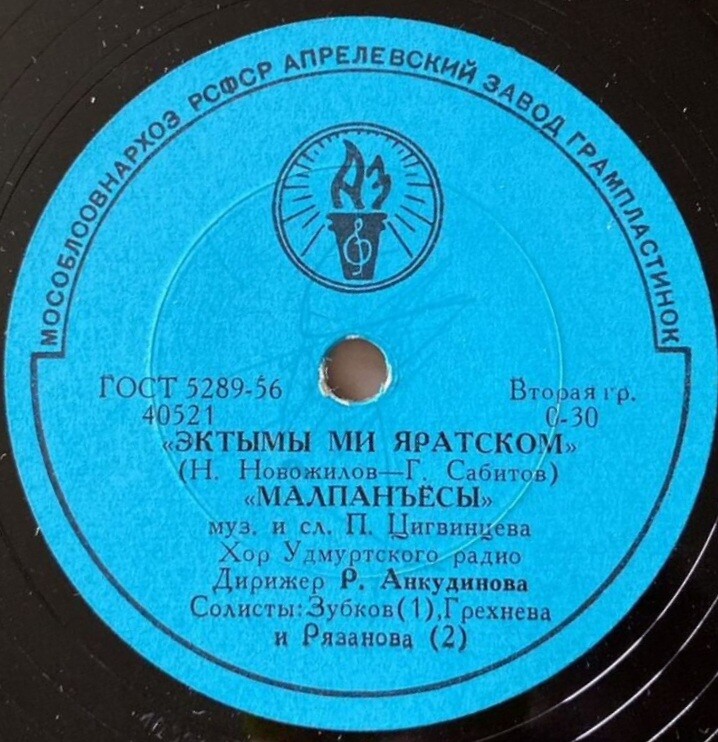 МОСОБЛСОВНАРХОЗ РСФСР АПРЕЛЕВСКИЙ ЗАВОД ГРАМПЛАСТИНОК
АЗ
ГОСТ 5289-56 Вторая гр.
40521 0-30
«ЭКТЫМЫ МИ ЯРАТСКОМ»
(Н. Новожилов—Г. Сабитов)
«МАЛПАНЪЁСЫ»
муз. и сл. П. Цигвинцева
Хор Удмуртского радио
Дирижер Р. Анкудинова
Солисты: Зубков (1), Грехнева
и Рязанова (2)